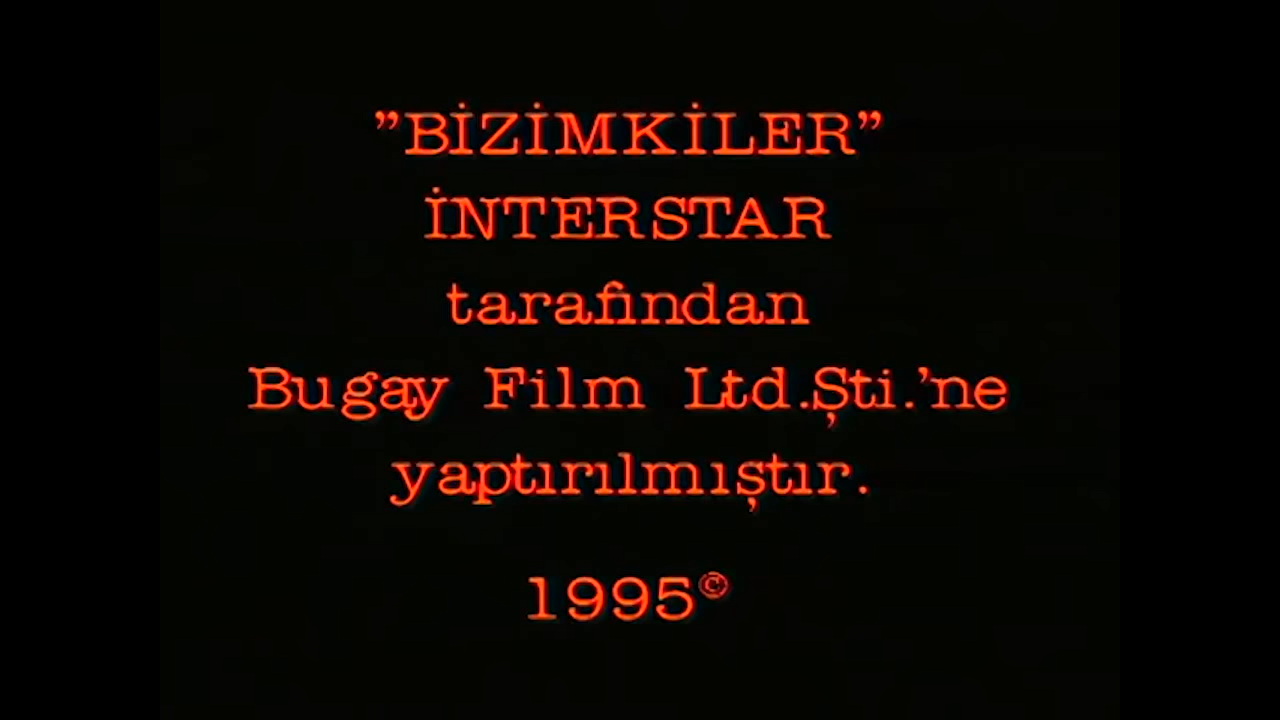 ”BİZİMKİLER”
İNTERSTAR
tarafından
Bugay Film Ltd.Şti.’ne
yaptırılmıştır.
1995©